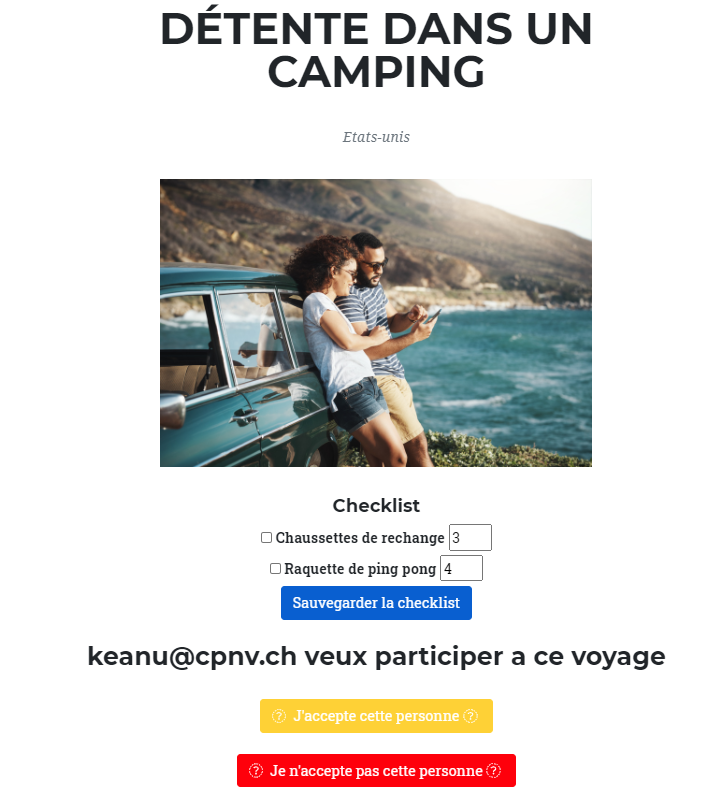 DÉTENTE DANS UN
CAMPING
Etats-unis
Checklist
Chaussettes de rechange 3
Raquette de ping pong 4
Sauvegarder la checklist
keanu@cpnv.ch veux participer a ce voyage
? J'accepte cette personne ?
? Je n'accepte pas cette personne ?